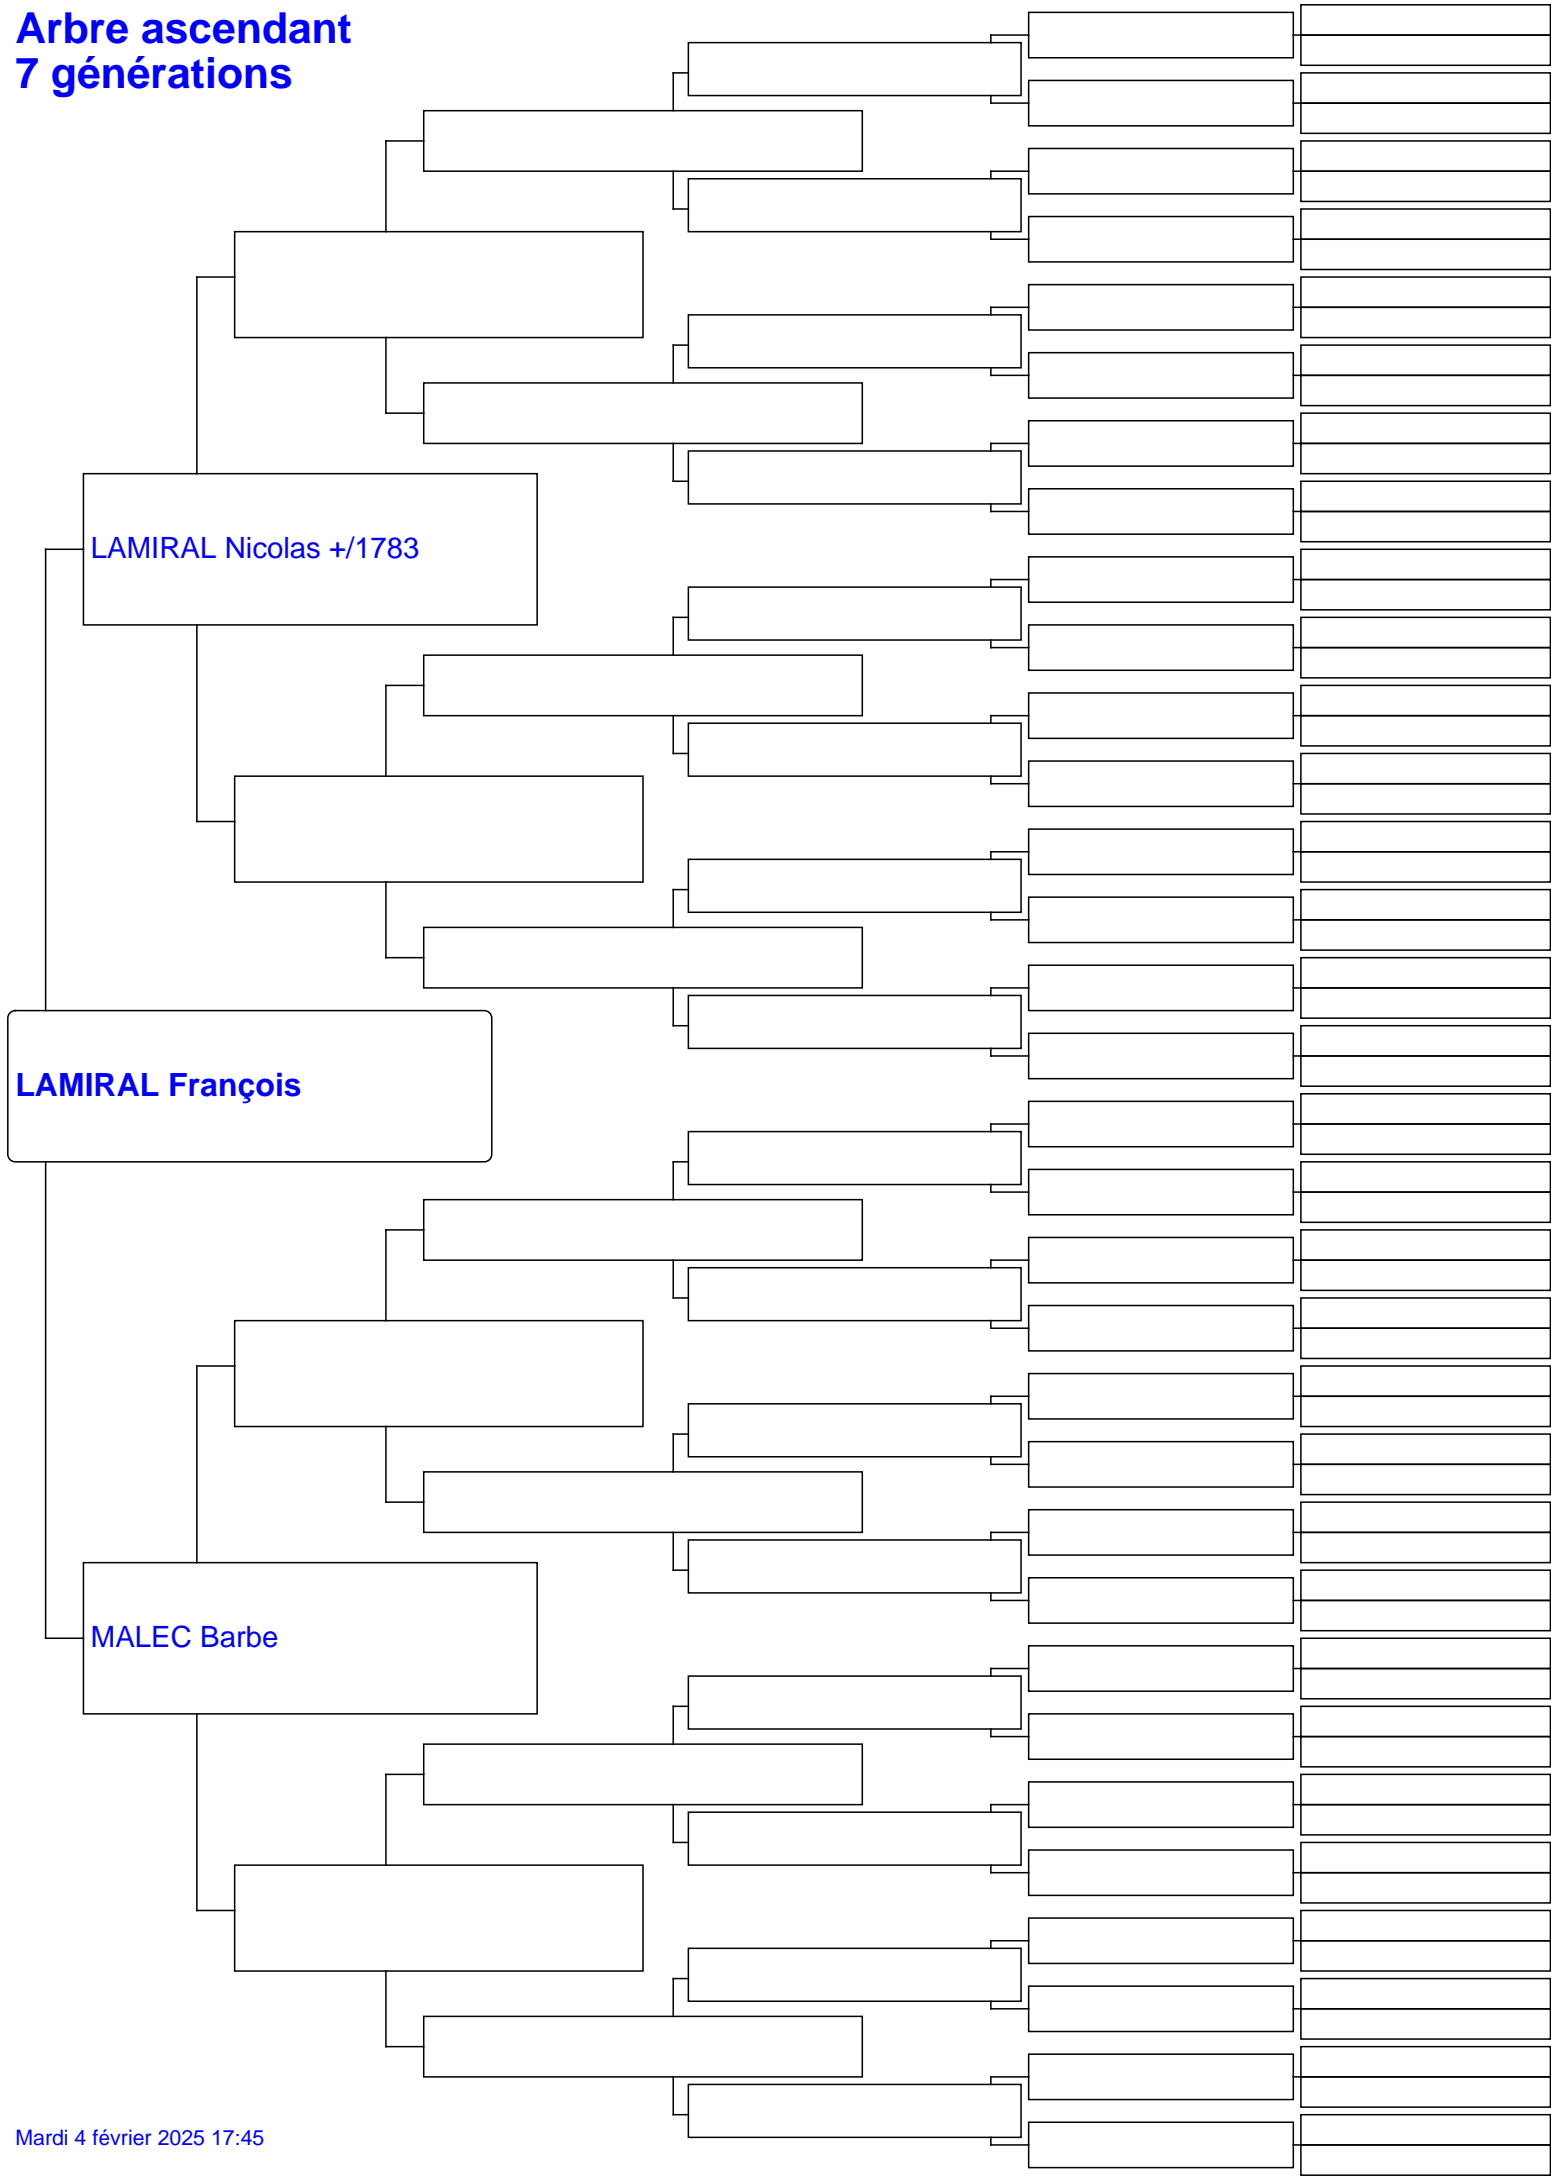 Arbre ascendant
7 générations
LAMIRAL Nicolas +/1783
LAMIRAL François
MALEC Barbe
Mardi 4 février 2025 17:45